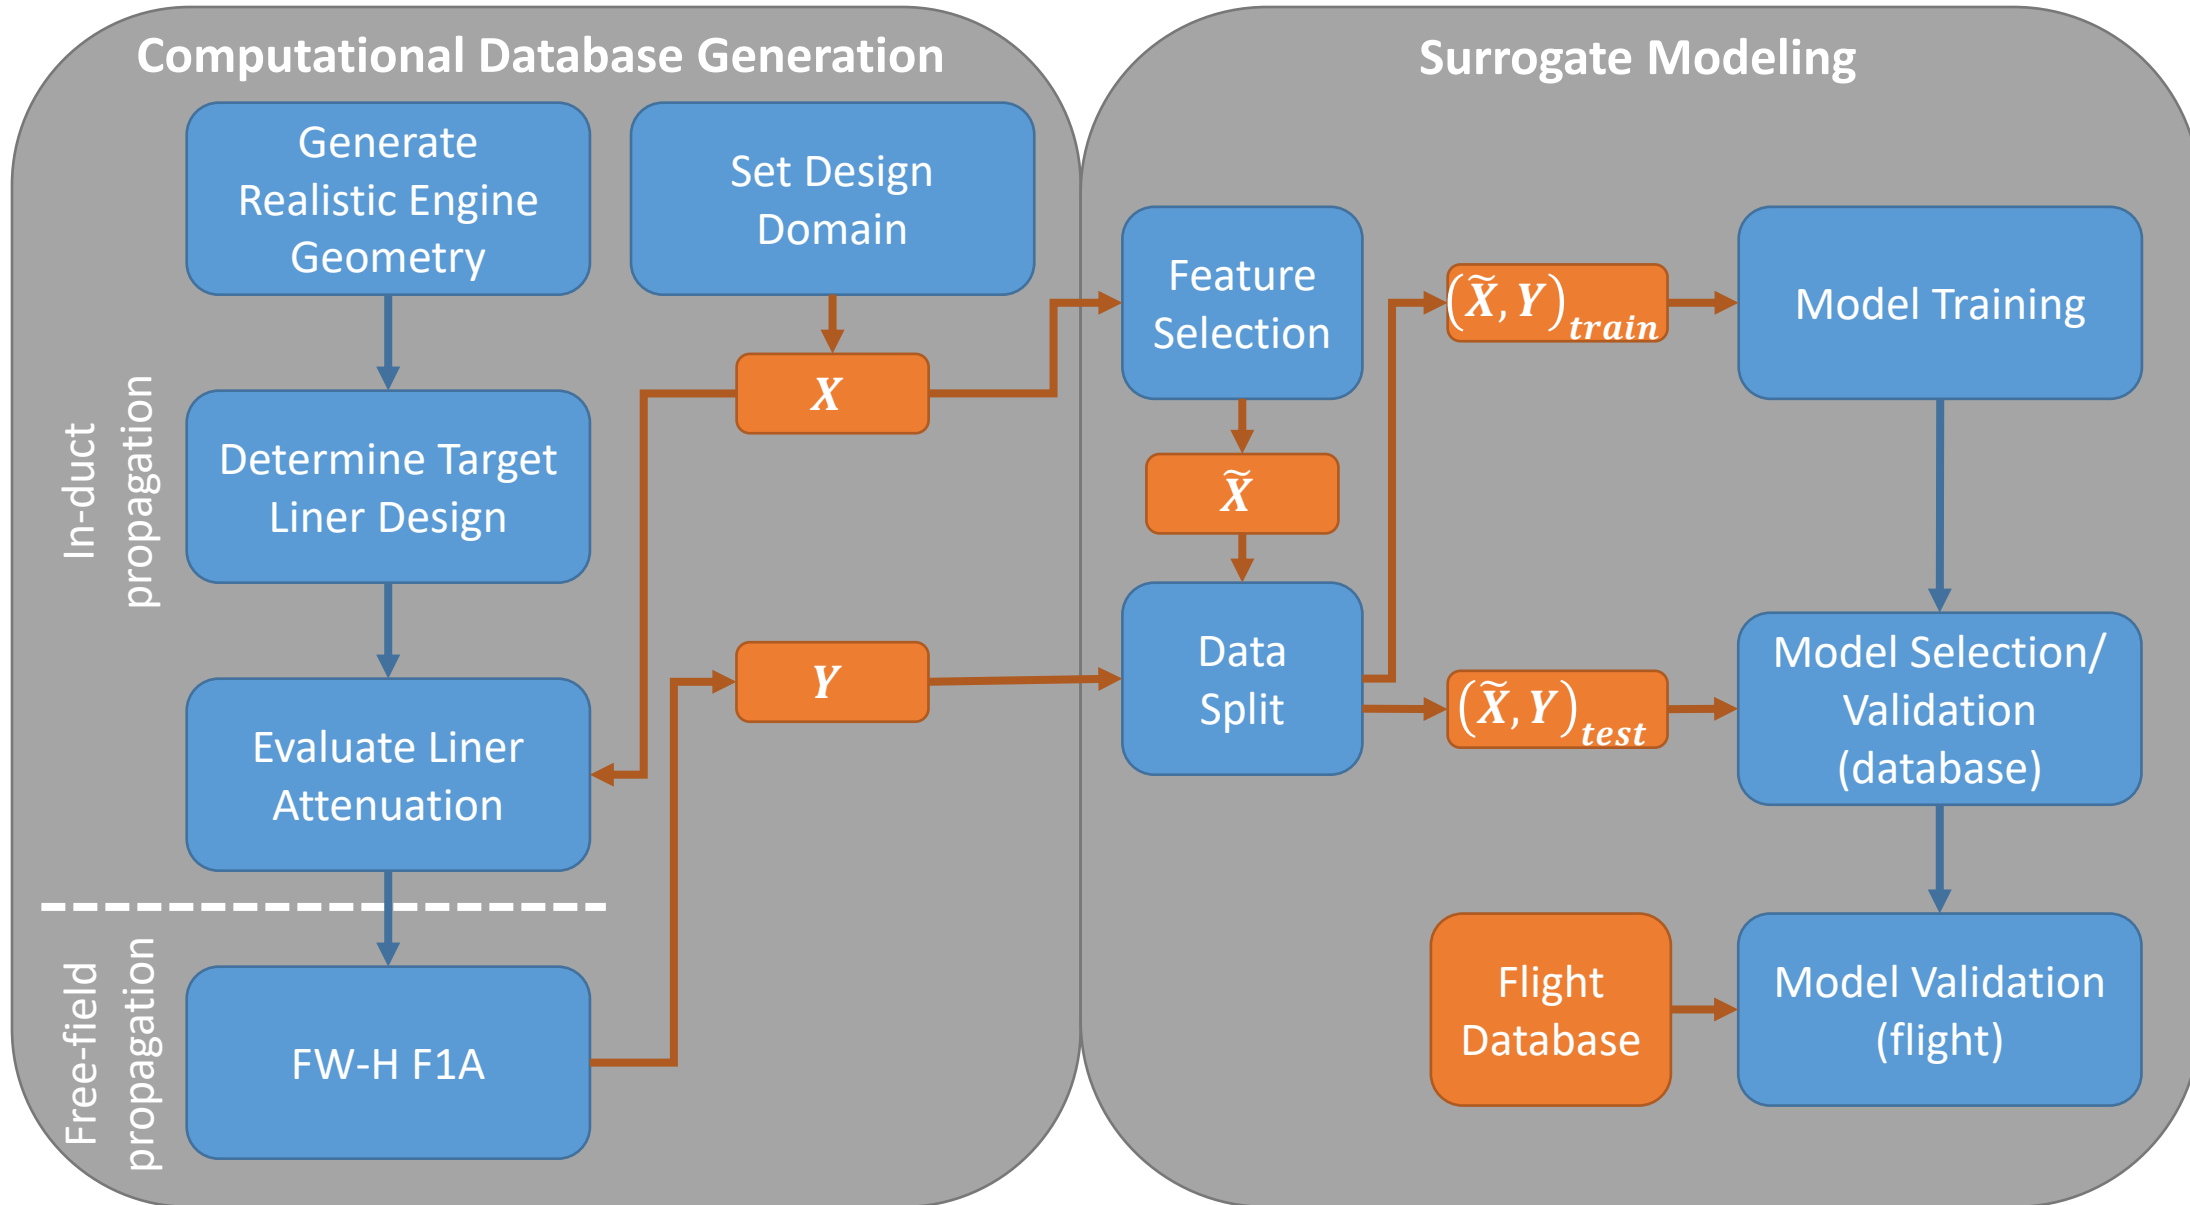 Computational Database Generation
Generate
Realistic Engine
Geometry
Set Design
Domain
X
Determine Target
Liner Design
In-duct
propagation
Y
Evaluate Liner
Attenuation
Free-field
propagation
FW-H F1A
Surrogate Modeling
Feature
Selection
X̃
Data
Split
(X̃, Y)train
Model Training
(X̃, Y)test
Model Selection/
Validation
(database)
Flight
Database
Model Validation
(flight)